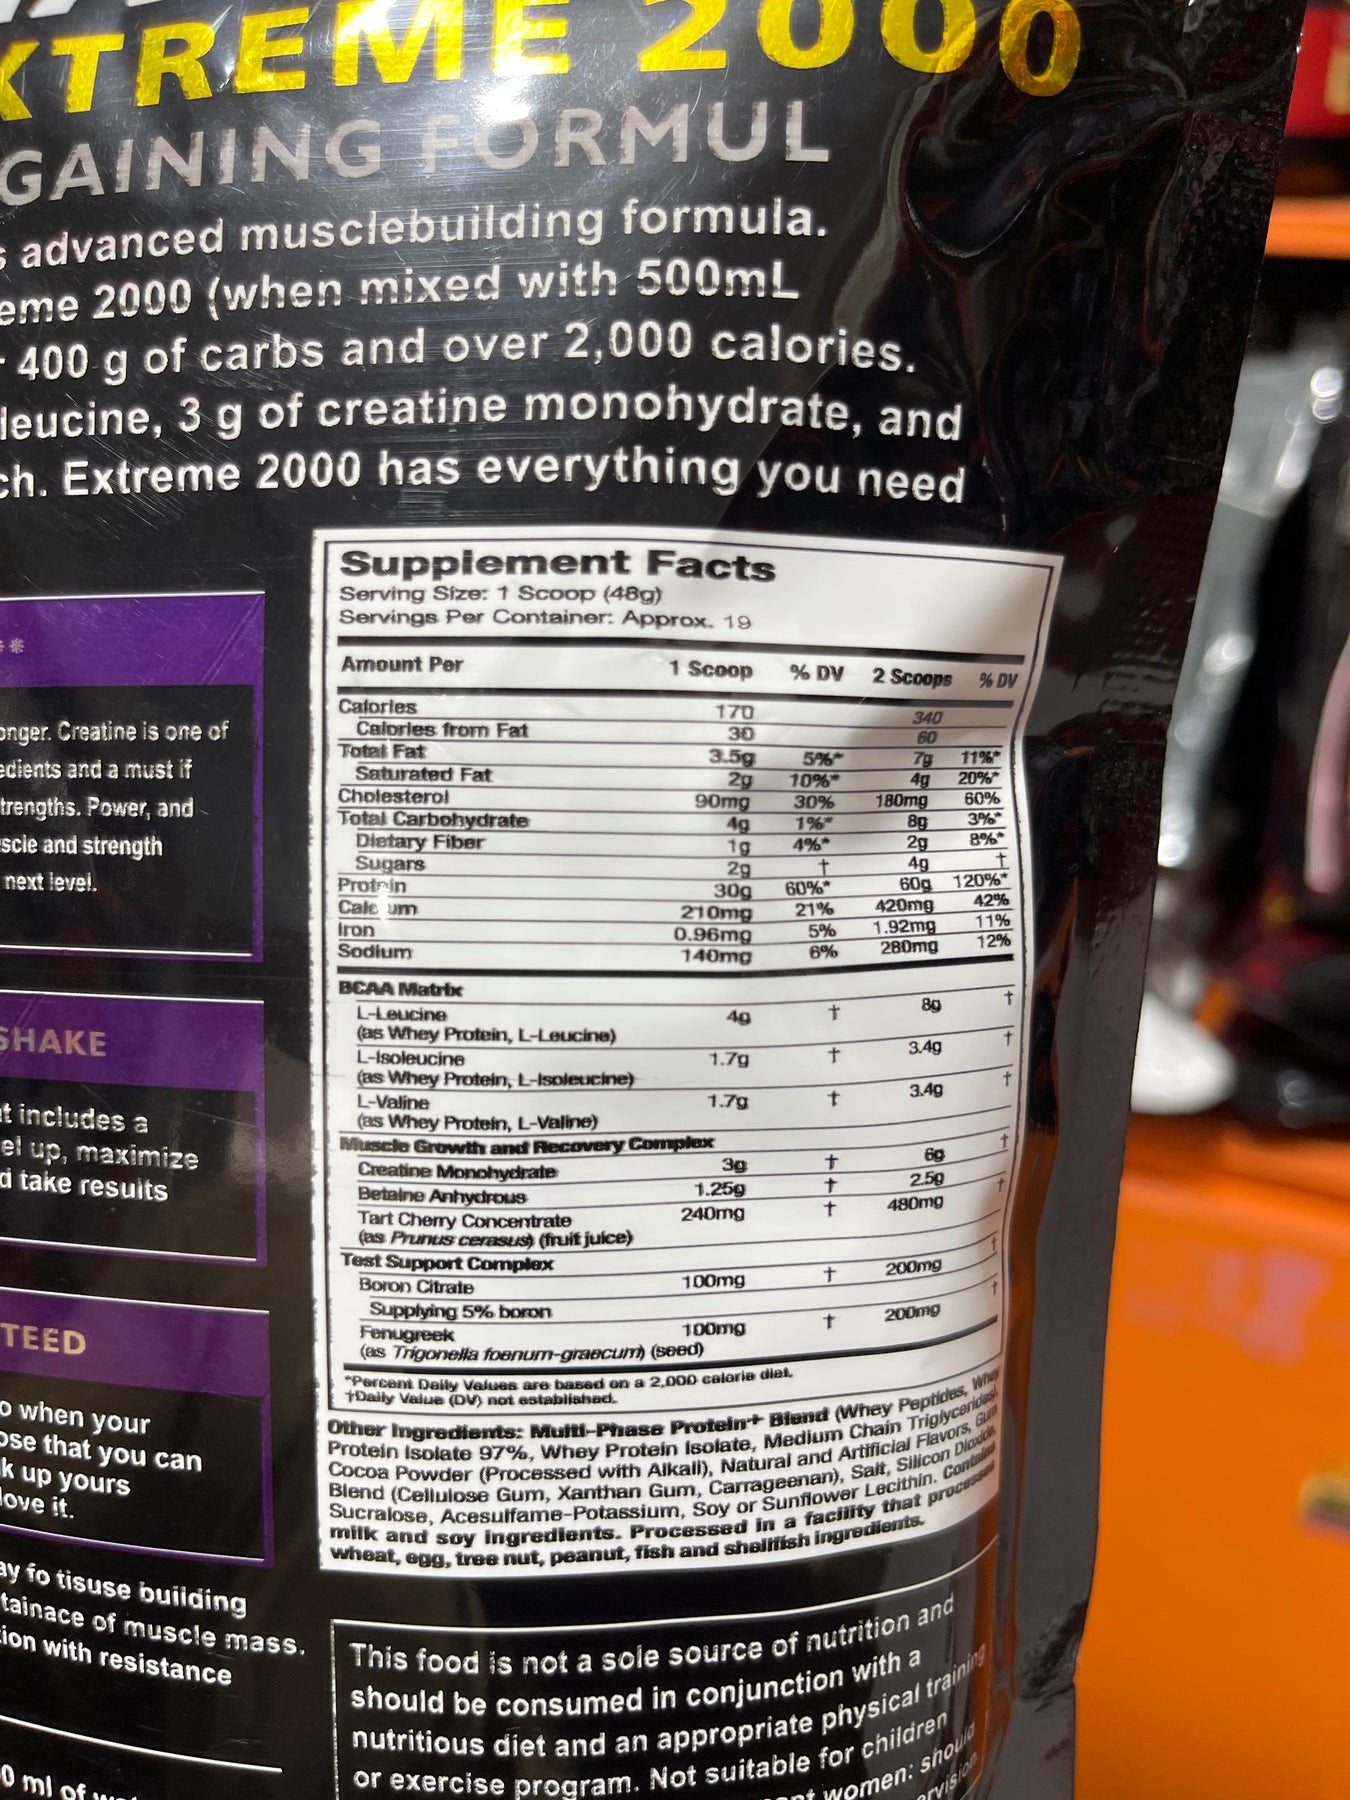 XTREME 2000
GAINING FORMUL
advanced musclebuilding formula.
eme 2000 (when mixed with 500mL
400 g of carbs and over 2,000 calories.
leucine, 3 g of creatine monohydrate, and
ch. Extreme 2000 has everything you need
Supplement Facts
Serving Size: 1 Scoop (48g)
Servings Per Container: Approx. 19
Amount Per 1 Scoop % DV 2 Scoops % DV
Calories 170 340
Calories from Fat 30 60
Total Fat 3.5g 5%* 7g 11%*
Saturated Fat 2g 10%* 4g 20%*
Cholesterol 90mg 30% 180mg 60%
Total Carbohydrate 4g 1%* 8g 3%*
Dietary Fiber 1g 4%* 2g 8%*
Sugars 2g † 4g †
Protein 30g 60%* 60g 120%*
Calcium 210mg 21% 420mg 42%
Iron 0.96mg 5% 1.92mg 11%
Sodium 140mg 6% 280mg 12%
BCAA Matrix
L-Leucine 4g † 8g †
(as Whey Protein, L-Leucine)
L-Isoleucine 1.7g † 3.4g †
(as Whey Protein, L-Isoleucine)
L-Valine 1.7g † 3.4g †
(as Whey Protein, L-Valine)
Muscle Growth and Recovery Complex
Creatine Monohydrate 3g † 6g †
Betaine Anhydrous 1.25g † 2.5g †
Tart Cherry Concentrate 240mg † 480mg
(as Prunus cerasus) (fruit juice)
Test Support Complex
Boron Citrate 100mg † 200mg †
Supplying 5% boron
Fenugreek 100mg † 200mg †
(as Trigonella foenum-graecum) (seed)
*Percent Daily Values are based on a 2,000 calorie diet.
†Daily Value (DV) not established.
Other Ingredients: Multi-Phase Protein+ Blend (Whey Peptides, Whey
Protein Isolate 97%, Whey Protein Isolate, Medium Chain Triglycerides),
Cocoa Powder (Processed with Alkali), Natural and Artificial Flavors, Gum
Blend (Cellulose Gum, Xanthan Gum, Carrageenan), Salt, Silicon Dioxide,
Sucralose, Acesulfame-Potassium, Soy or Sunflower Lecithin. Contains
milk and soy ingredients. Processed in a facility that processes
wheat, egg, tree nut, peanut, fish and shellfish ingredients.
This food is not a sole source of nutrition and
should be consumed in conjunction with a
nutritious diet and an appropriate physical training
or exercise program. Not suitable for children
women: should
**
onger. Creatine is one of
edients and a must if
trengths. Power, and
scle and strength
next level.
SHAKE
t includes a
el up, maximize
d take results
TEED
o when your
ose that you can
k up yours
love it.
ay fo tisuse building
tainace of muscle mass.
ion with resistance
0 ml of